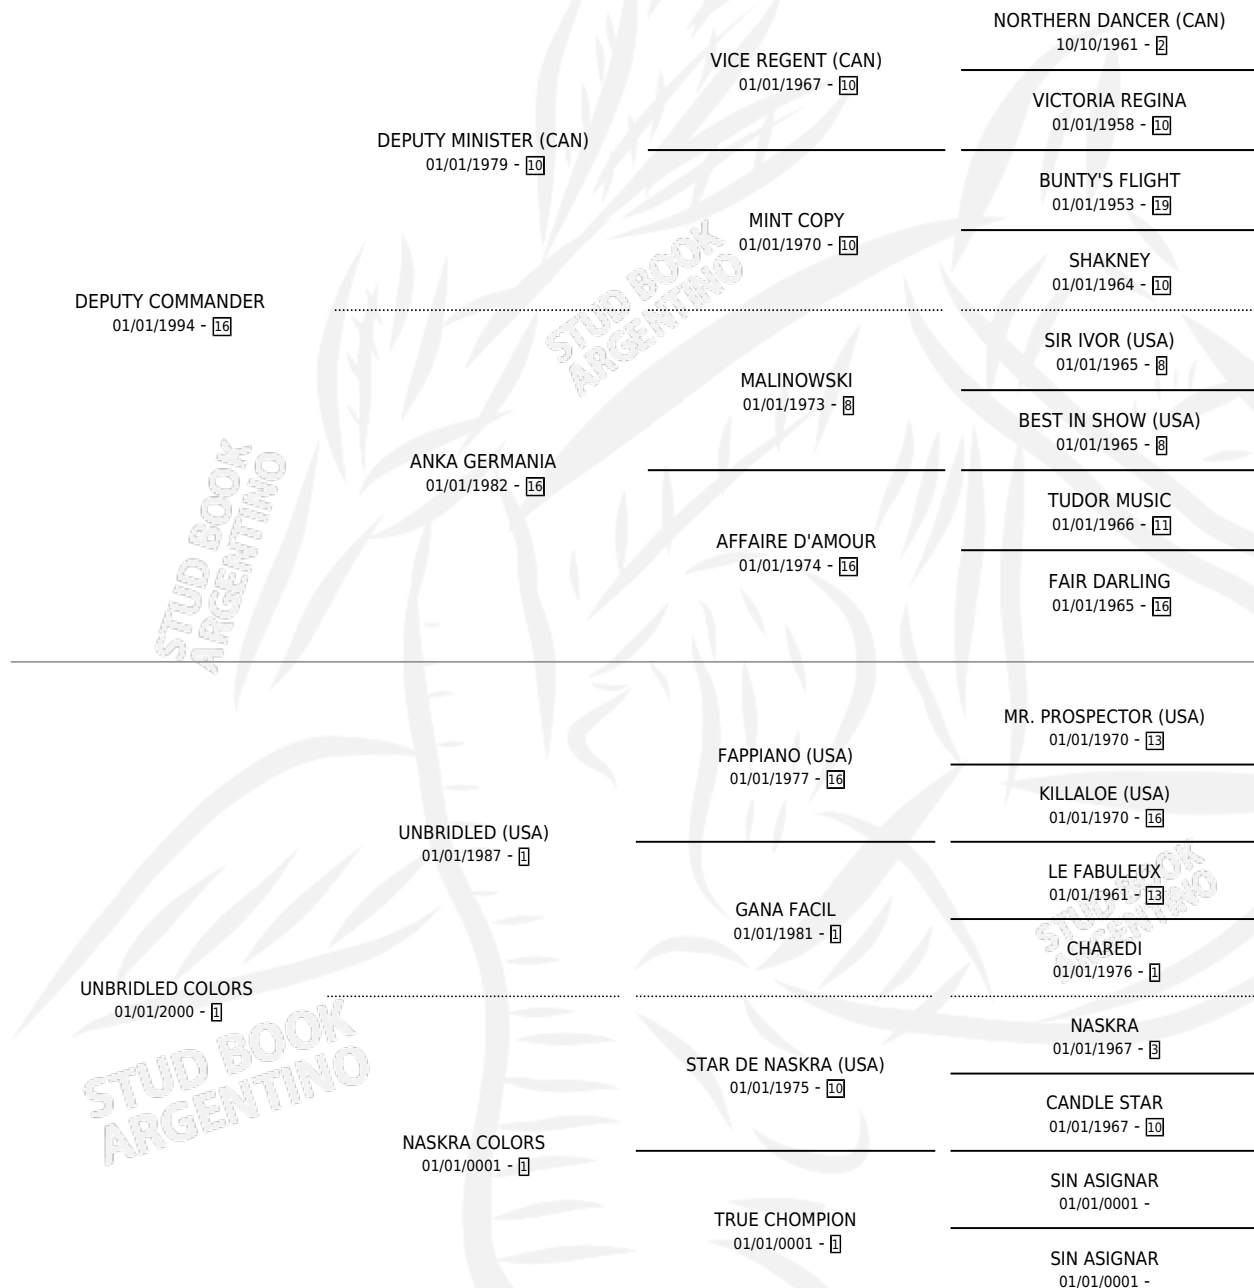 NORTHERN DANCER (CAN)
10/10/1961 - 2
VICE REGENT (CAN)
01/01/1967 - 10
VICTORIA REGINA
01/01/1958 - 10
DEPUTY MINISTER (CAN)
01/01/1979 - 10
BUNTY'S FLIGHT
01/01/1953 - 19
MINT COPY
01/01/1970 - 10
SHAKNEY
01/01/1964 - 10
DEPUTY COMMANDER
01/01/1994 - 16
SIR IVOR (USA)
01/01/1965 - 8
MALINOWSKI
01/01/1973 - 8
BEST IN SHOW (USA)
01/01/1965 - 8
ANKA GERMANIA
01/01/1982 - 16
TUDOR MUSIC
01/01/1966 - 11
AFFAIRE D'AMOUR
01/01/1974 - 16
FAIR DARLING
01/01/1965 - 16
MR. PROSPECTOR (USA)
01/01/1970 - 13
FAPPIANO (USA)
01/01/1977 - 16
KILLALOE (USA)
01/01/1970 - 16
UNBRIDLED (USA)
01/01/1987 - 1
LE FABULEUX
01/01/1961 - 13
GANA FACIL
01/01/1981 - 1
CHAREDI
01/01/1976 - 1
UNBRIDLED COLORS
01/01/2000 - 1
NASKRA
01/01/1967 - 3
STAR DE NASKRA (USA)
01/01/1975 - 10
CANDLE STAR
01/01/1967 - 10
NASKRA COLORS
01/01/0001 - 1
SIN ASIGNAR
01/01/0001 -
TRUE CHOMPION
01/01/0001 - 1
SIN ASIGNAR
01/01/0001 -
STUD BOOK
ARGENTINO
STUD BOOK
ARGENTINO
STUD BOOK
ARGENTINO
STUD BOOK
ARGENTINO